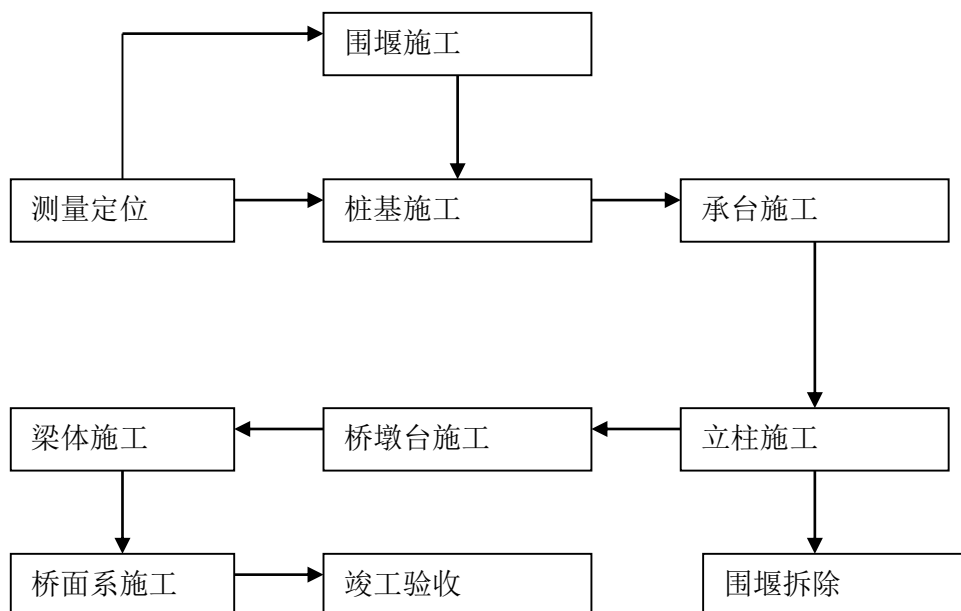 围堰施工
测量定位
桩基施工
承台施工
梁体施工
桥墩台施工
立柱施工
桥面系施工
竣工验收
围堰拆除